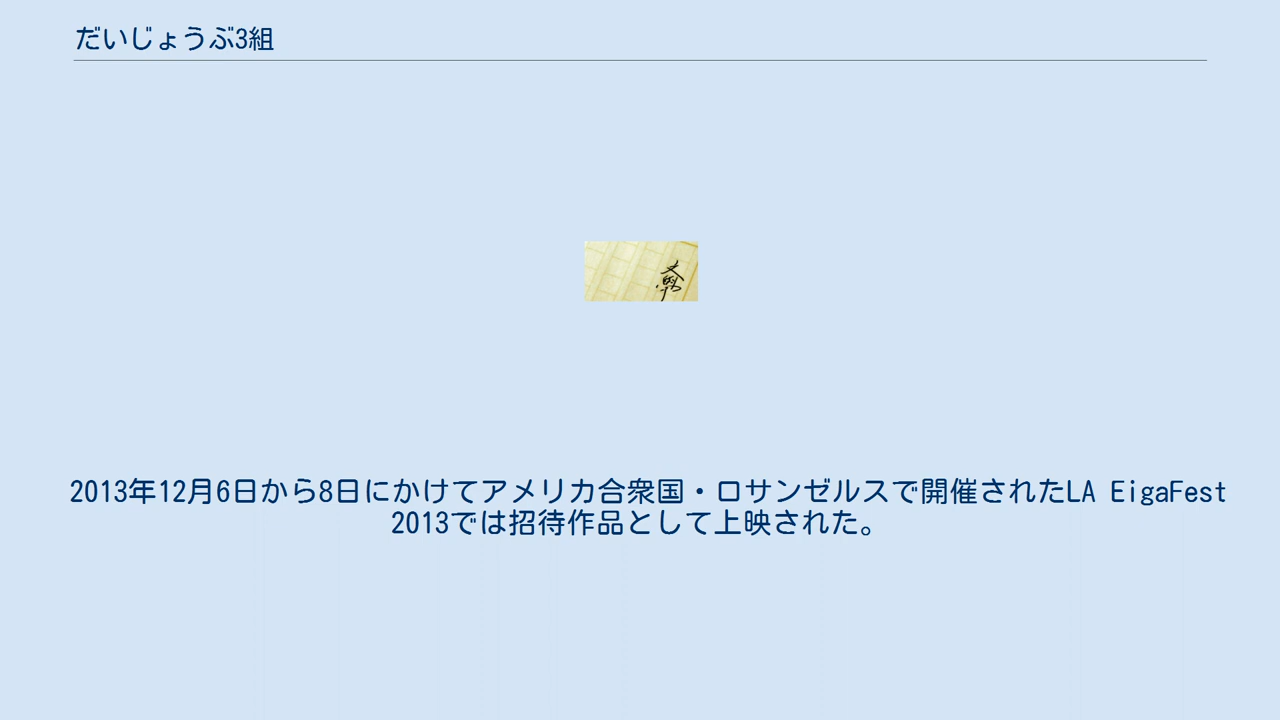 だいじょうぶ3組
2013年12月6日から8日にかけてアメリカ合衆国・ロサンゼルスで開催されたLA EigaFest
2013では招待作品として上映された。